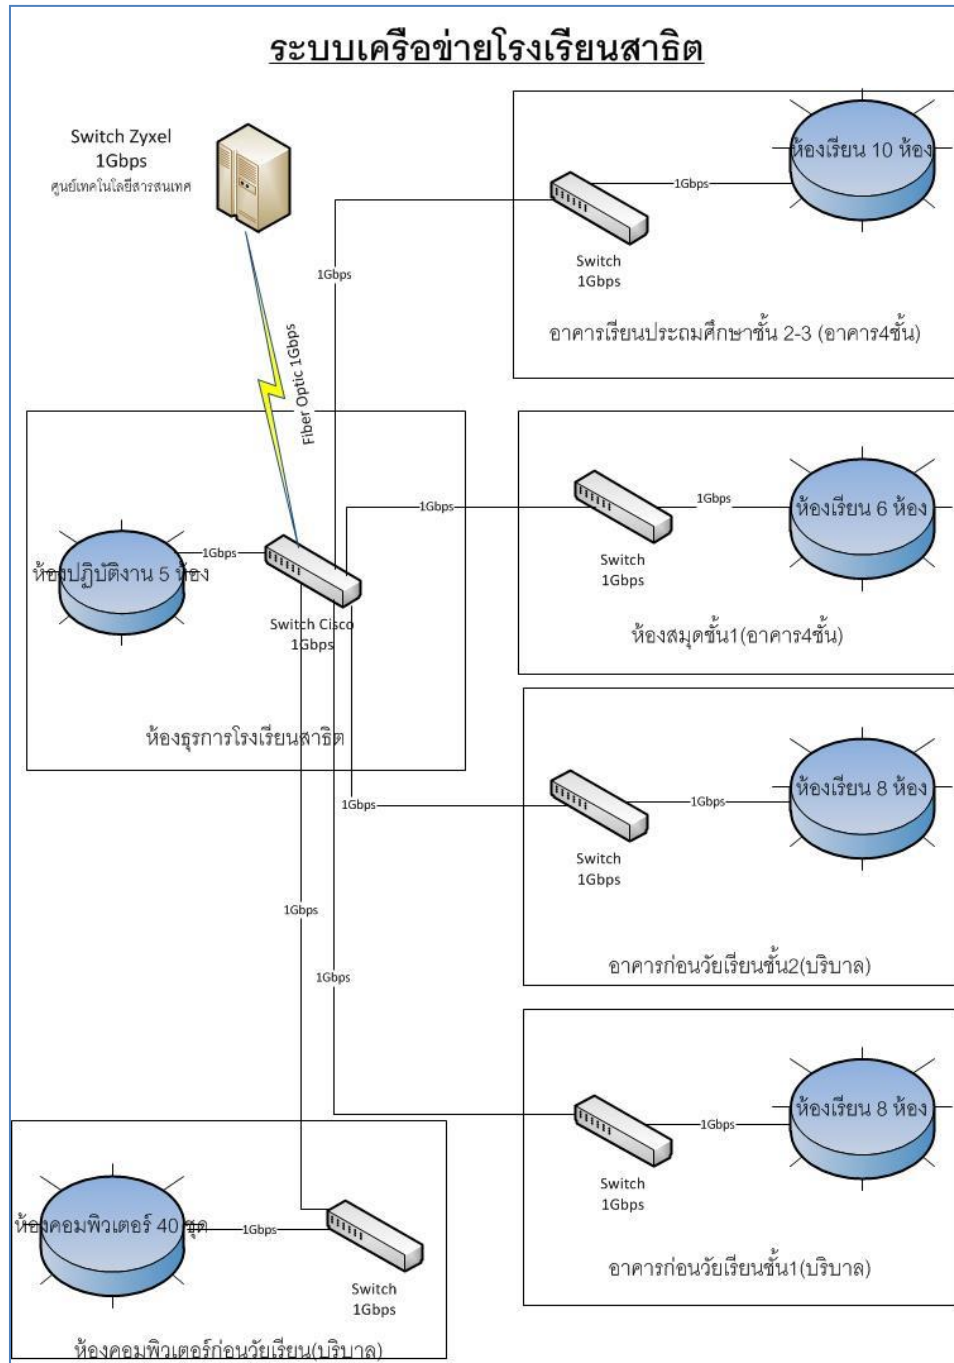 ระบบเครือข่ายโรงเรียนสาธิต
Switch Zyxel
1Gbps
ศูนย์เทคโนโลยีสารสนเทศ
Fiber Optic 1Gbps
1Gbps
1Gbps
ห้องเรียน 10 ห้อง
Switch
1Gbps
อาคารเรียนประถมศึกษาชั้น 2-3 (อาคาร4ชั้น)
1Gbps
1Gbps
ห้องเรียน 6 ห้อง
Switch
1Gbps
ห้องสมุดชั้น1(อาคาร4ชั้น)
ห้องปฏิบัติงาน 5 ห้อง
1Gbps
Switch Cisco
1Gbps
ห้องธุรการโรงเรียนสาธิต
1Gbps
1Gbps
ห้องเรียน 8 ห้อง
Switch
1Gbps
อาคารก่อนวัยเรียนชั้น2(บริบาล)
1Gbps
1Gbps
1Gbps
ห้องเรียน 8 ห้อง
Switch
1Gbps
อาคารก่อนวัยเรียนชั้น1(บริบาล)
ห้องคอมพิวเตอร์ 40 ชุด
1Gbps
Switch
1Gbps
ห้องคอมพิวเตอร์ก่อนวัยเรียน(บริบาล)